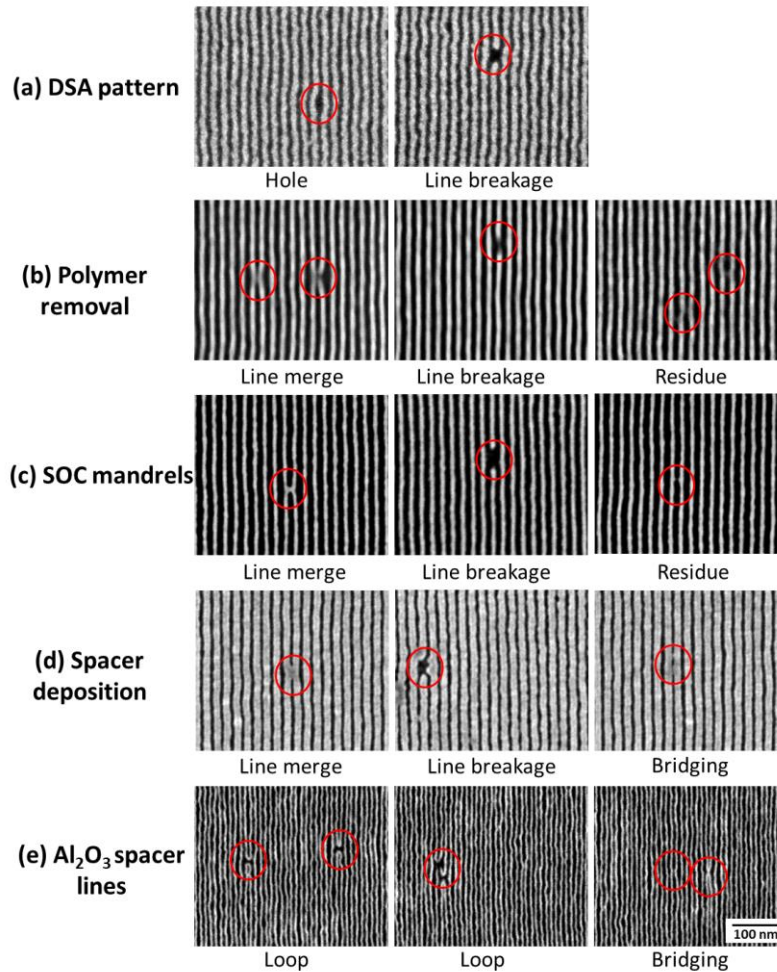 (a) DSA pattern
Hole
Line breakage
(b) Polymer
removal
Line merge
Line breakage
Residue
(c) SOC mandrels
Line merge
Line breakage
Residue
(d) Spacer
deposition
Line merge
Line breakage
Bridging
(e) Al₂O₃ spacer
lines
100 nm
Loop
Loop
Bridging